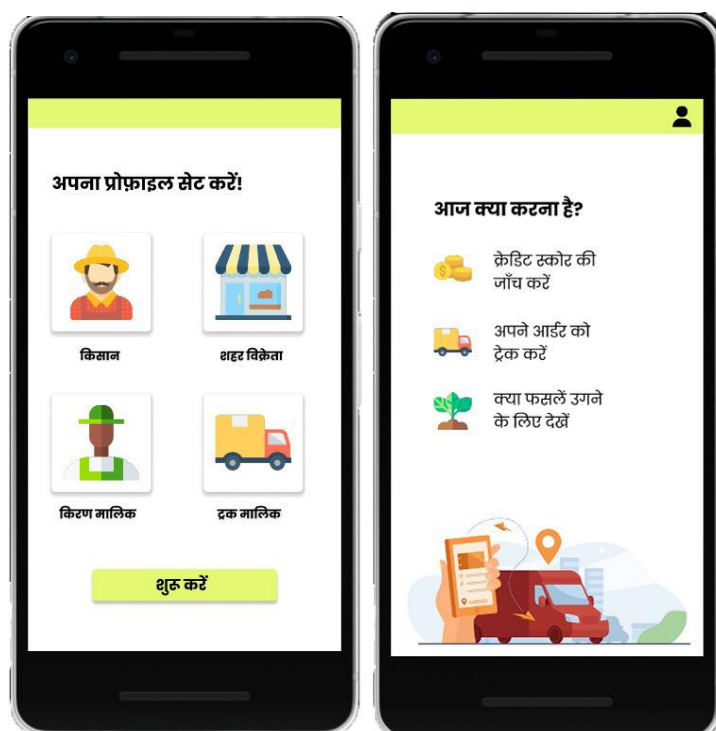 अपना प्रोफ़ाइल सेट करें!
किसान
शहर विक्रेता
किरण मालिक
ट्रक मालिक
शुरू करें
आज क्या करना है?
क्रेडिट स्कोर की
जाँच करें
अपने आर्डर को
ट्रेक करें
क्या फसलें उगने
के लिए देखें